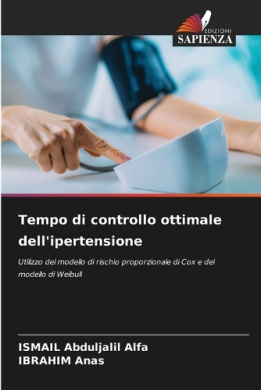 EDIZIONI
SAPIENZA
Tempo di controllo ottimale
dell'ipertensione
Utilizzo del modello di rischio proporzionale di Cox e del
modello di Weibull
ISMAIL Abduljalil Alfa
IBRAHIM Anas